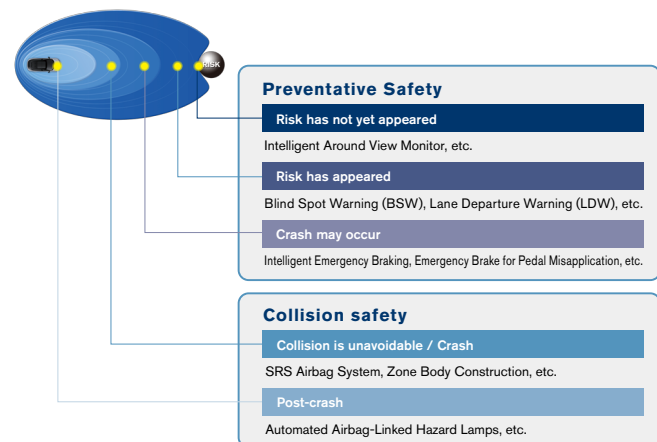 RISK
Preventative Safety
Risk has not yet appeared
Intelligent Around View Monitor, etc.
Risk has appeared
Blind Spot Warning (BSW), Lane Departure Warning (LDW), etc.
Crash may occur
Intelligent Emergency Braking, Emergency Brake for Pedal Misapplication, etc.
Collision safety
Collision is unavoidable / Crash
SRS Airbag System, Zone Body Construction, etc.
Post-crash
Automated Airbag-Linked Hazard Lamps, etc.